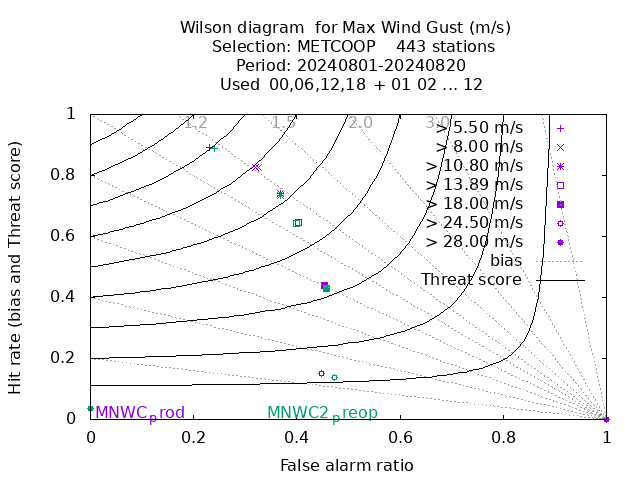 Wilson diagram  for Max Wind Gust (m/s)
Selection: METCOOP    443 stations
Period: 20240801-20240820
Used  00,06,12,18  + 01 02 ... 12
Hit rate (bias and Threat score)
1
0.8
0.6
0.4
0.2
0
1.2
1.5
2.0
3.0
> 5.50 m/s
> 8.00 m/s
> 10.80 m/s
> 13.89 m/s
> 18.00 m/s
> 24.50 m/s
> 28.00 m/s
bias
Threat score
MNWCprod
MNWC2preop
0
0.2
0.4
0.6
0.8
1
False alarm ratio